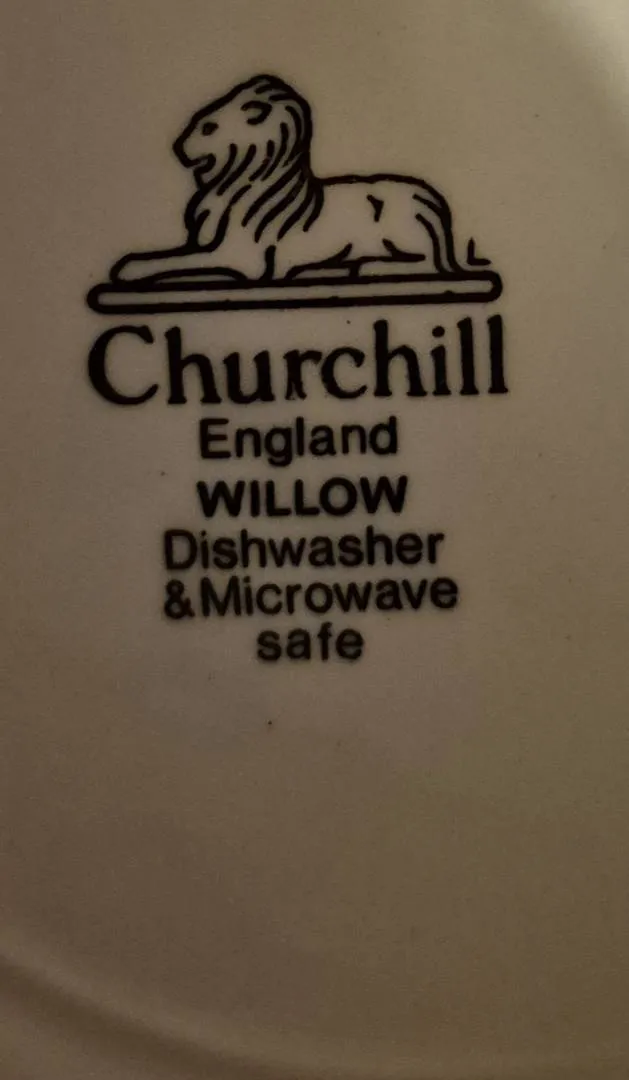 Churchill
England
WILLOW
Dishwasher
&Microwave
safe